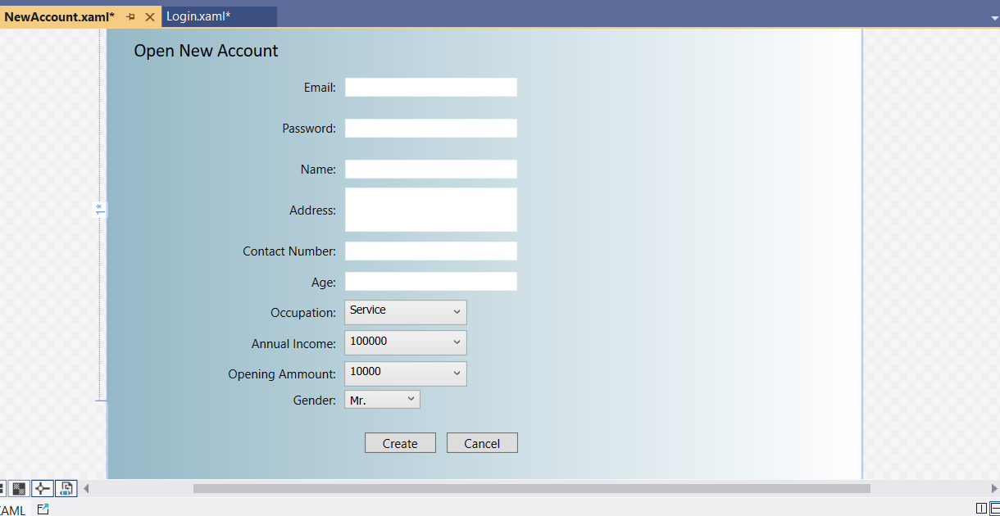 NewAccount.xaml* Login.xaml*
Open New Account
Email:
Password:
Name:
Address:
Contact Number:
Age:
Occupation: Service
Annual Income: 100000
Opening Ammount: 10000
Gender: Mr.
Create Cancel
1*